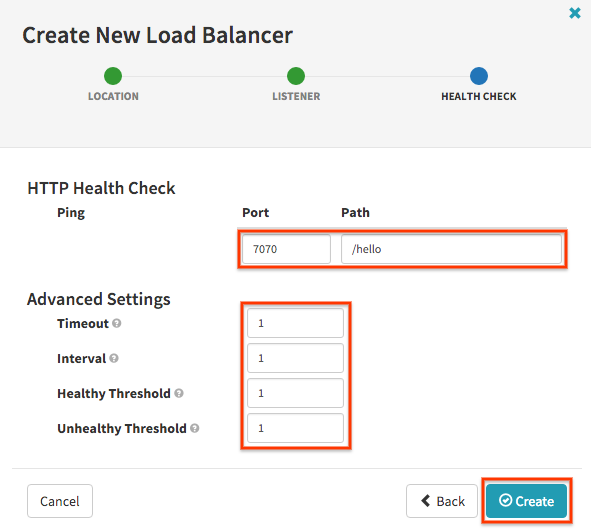 Create New Load Balancer
LOCATION LISTENER HEALTH CHECK
HTTP Health Check
Ping Port Path
7070 /hello
Advanced Settings
Timeout 1
Interval 1
Healthy Threshold 1
Unhealthy Threshold 1
Cancel Back Create